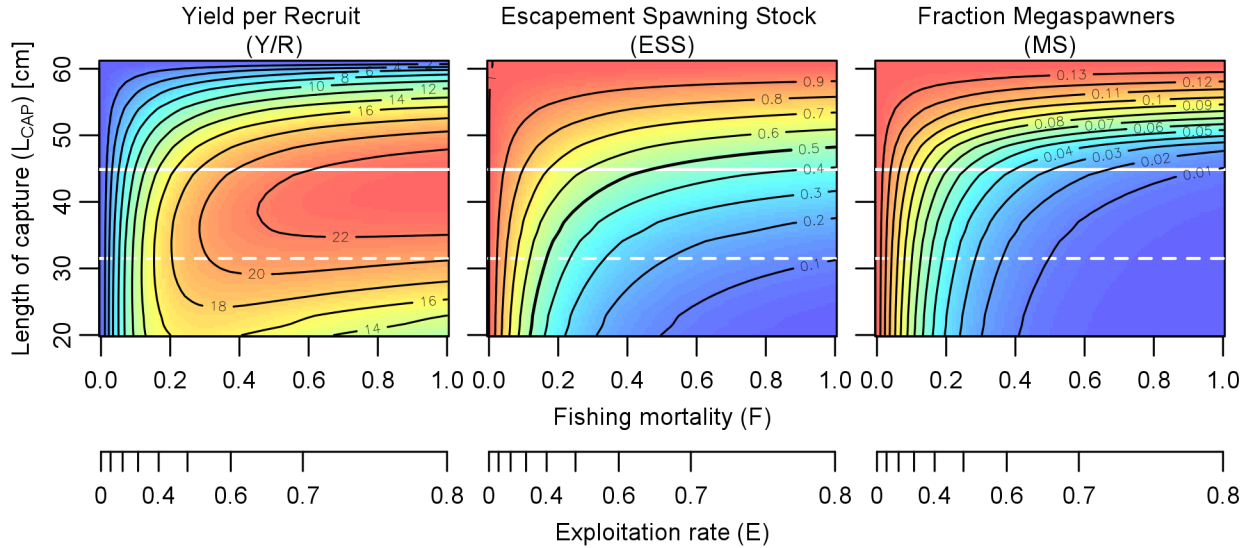 Yield per Recruit
(Y/R)
Escapement Spawning Stock
(ESS)
Fraction Megaspawners
(MS)
Length of capture (LCAP) [cm]
60
50
40
30
20
2
4
6
8
10
12
14
16
22
20
18
16
14
0.9
0.8
0.7
0.6
0.5
0.4
0.3
0.2
0.1
0.13
0.12
0.11
0.1
0.09
0.08
0.07
0.06
0.05
0.04
0.03
0.02
0.01
0.0 0.2 0.4 0.6 0.8 1.0
0.0 0.2 0.4 0.6 0.8 1.0
0.0 0.2 0.4 0.6 0.8 1.0
Fishing mortality (F)
0 0.4 0.6 0.7 0.8
0 0.4 0.6 0.7 0.8
0 0.4 0.6 0.7 0.8
Exploitation rate (E)